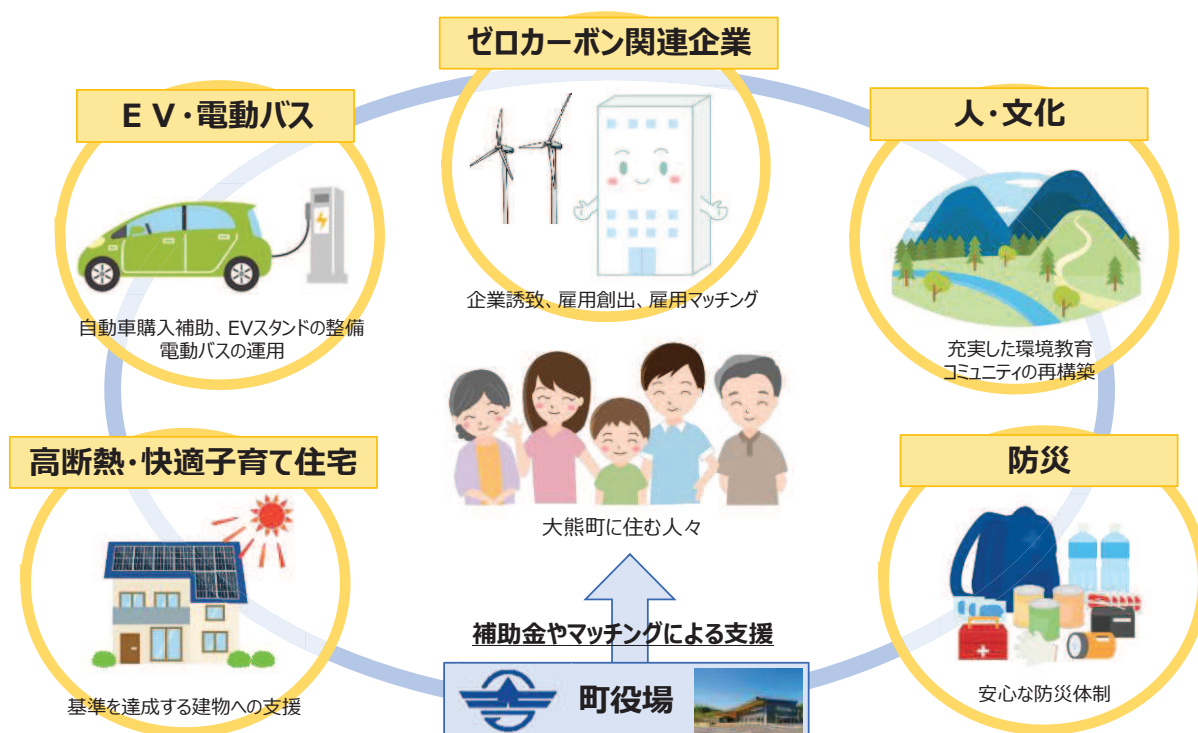 ゼロカーボン関連企業
企業誘致、雇用創出、雇用マッチング
EV・電動バス
自動車購入補助、EVスタンドの整備
電動バスの運用
人・文化
充実した環境教育
コミュニティの再構築
大熊町に住む人々
高断熱・快適子育て住宅
基準を達成する建物への支援
防災
安心な防災体制
補助金やマッチングによる支援
町役場